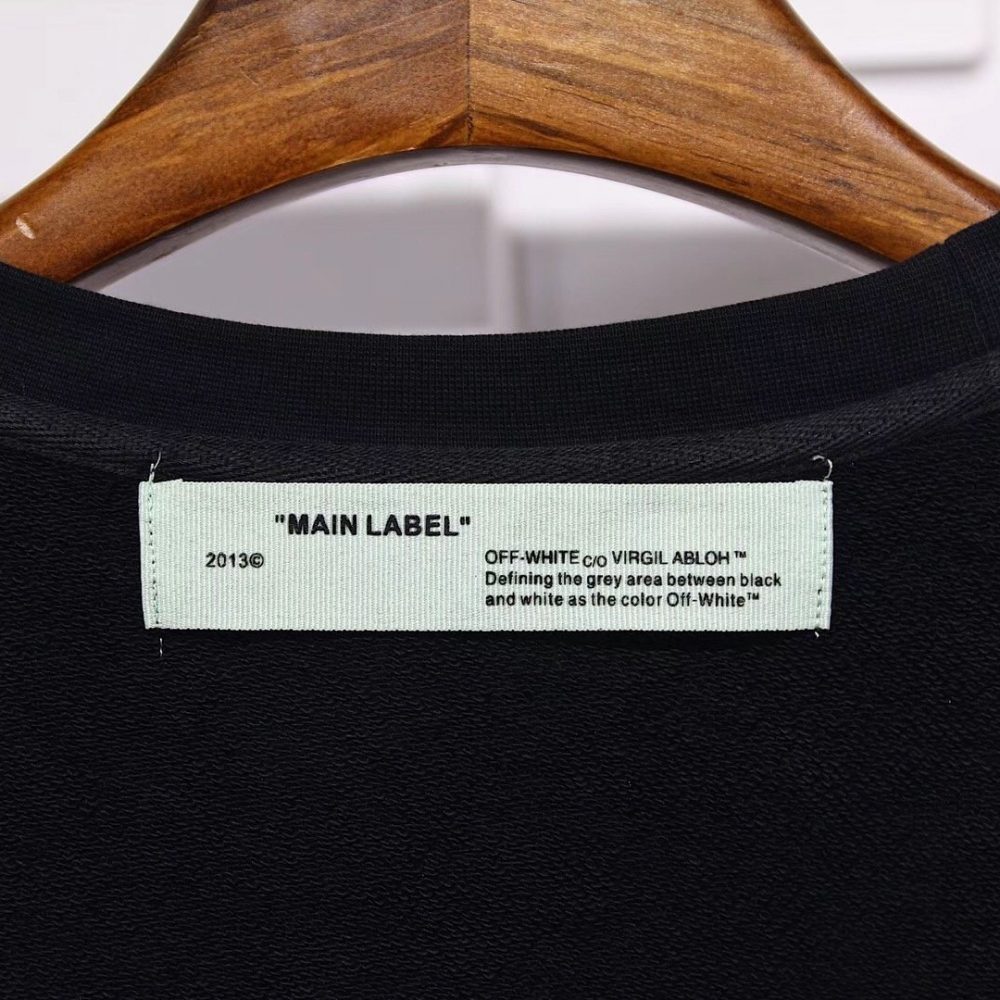 "MAIN LABEL"
2013©
OFF-WHITE C/O VIRGIL ABLOH™
Defining the grey area between black
and white as the color Off-White™